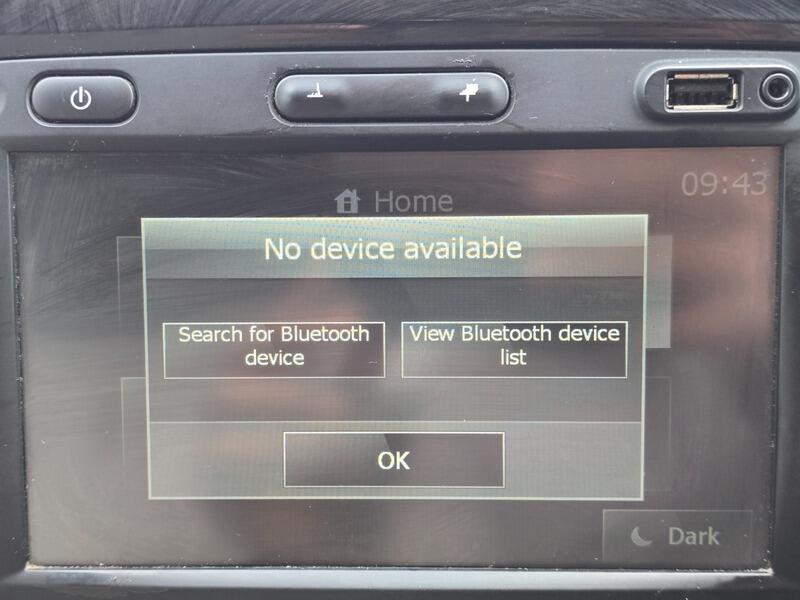 09:43
Home
No device available
Search for Bluetooth
device
View Bluetooth device
list
OK
Dark